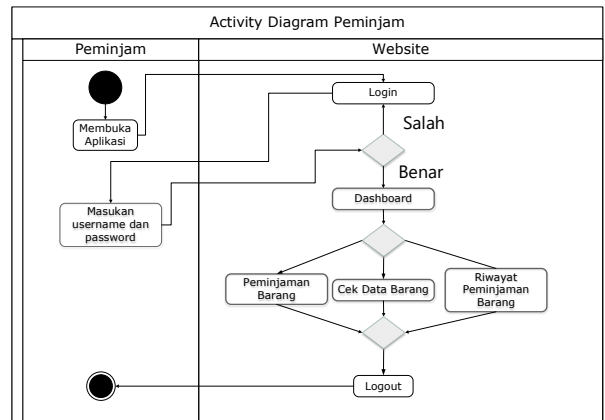 Activity Diagram Peminjam
Peminjam
Website
Login
Membuka
Aplikasi
Salah
Benar
Masukan
username dan
password
Dashboard
Peminjaman
Barang
Cek Data Barang
Riwayat
Peminjaman
Barang
Logout